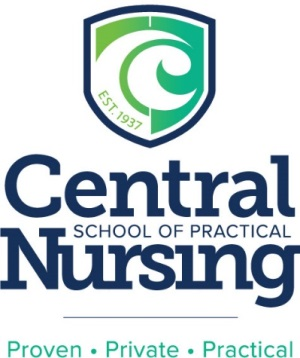 EST. 1937
Central
SCHOOL OF PRACTICAL
Nursing
Proven • Private • Practical